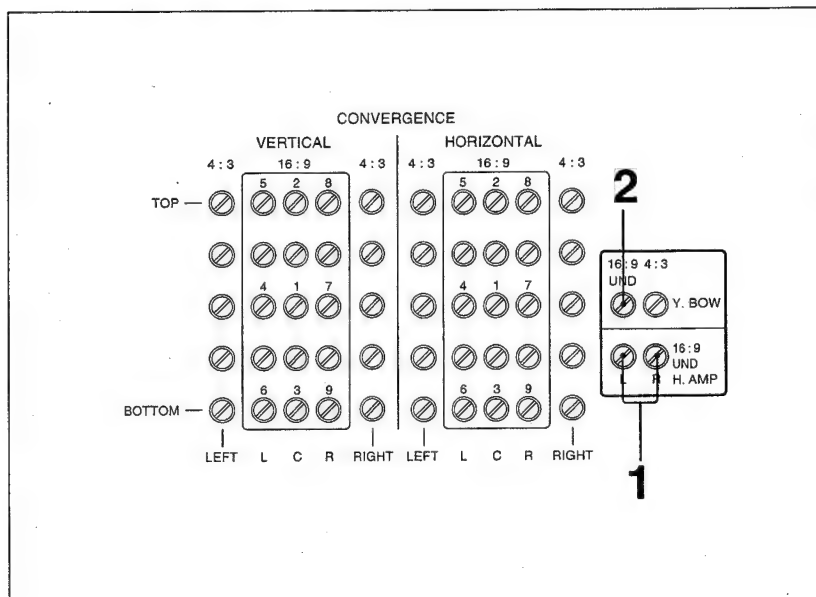 CONVERGENCE
VERTICAL HORIZONTAL
4:3 16:9 4:3 4:3 16:9 4:3
5 2 8 5 2 8
TOP
2
16:9 4:3
UND
4 1 7 4 1 7
Y. BOW
16:9
UND
L R H. AMP
6 3 9 6 3 9
BOTTOM
LEFT L C R RIGHT LEFT L C R RIGHT
1